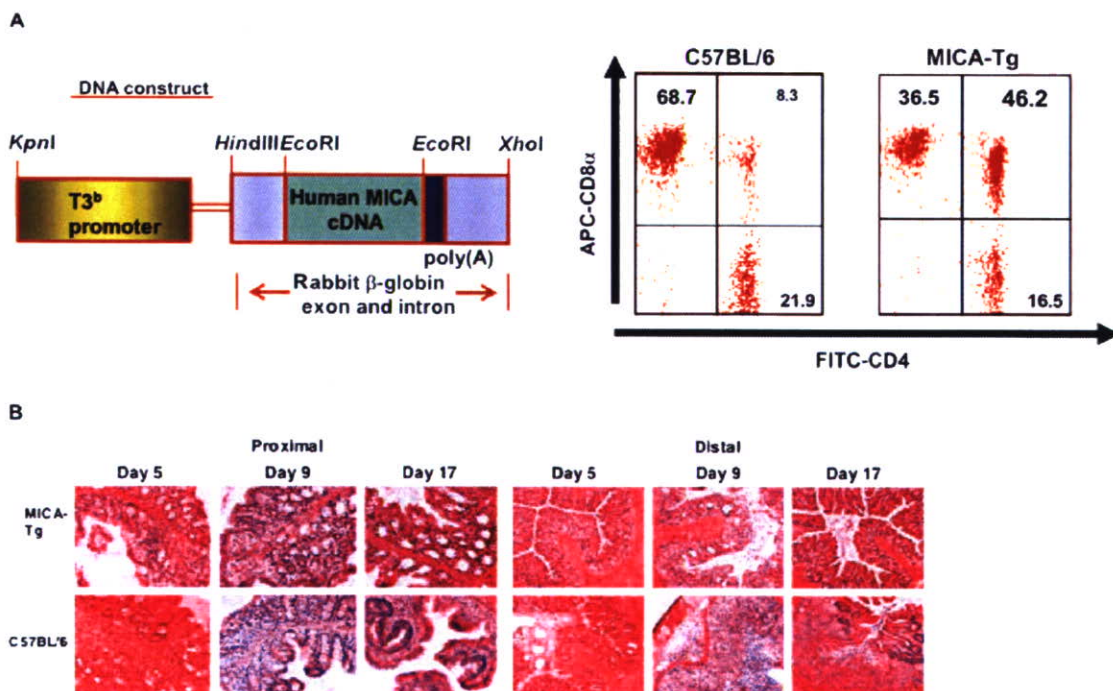 A
DNA construct
KpnI
HindIII EcoRI
EcoRI
XhoI
T3ᵇ
promoter
Human MICA
cDNA
poly(A)
Rabbit β-globin
exon and intron
C57BL/6
MICA-Tg
68.7
8.3
21.9
36.5
46.2
16.5
APC-CD8α
FITC-CD4
B
Proximal
Distal
Day 5
Day 9
Day 17
Day 5
Day 9
Day 17
MICA-
Tg
C57BL/6